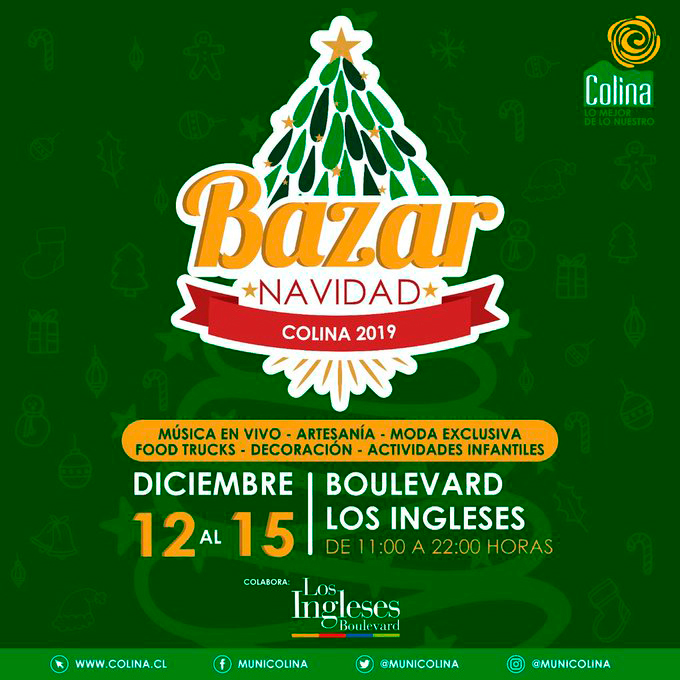 Colina
LO MEJOR
DE LO NUESTRO
Bazar
NAVIDAD
COLINA 2019
MÚSICA EN VIVO - ARTESANÍA - MODA EXCLUSIVA
FOOD TRUCKS - DECORACIÓN - ACTIVIDADES INFANTILES
DICIEMBRE
12 AL 15
BOULEVARD
LOS INGLESES
DE 11:00 A 22:00 HORAS
COLABORA:
Los
Ingleses
Boulevard
WWW.COLINA.CL
MUNICOLINA
@MUNICOLINA
@MUNICOLINA